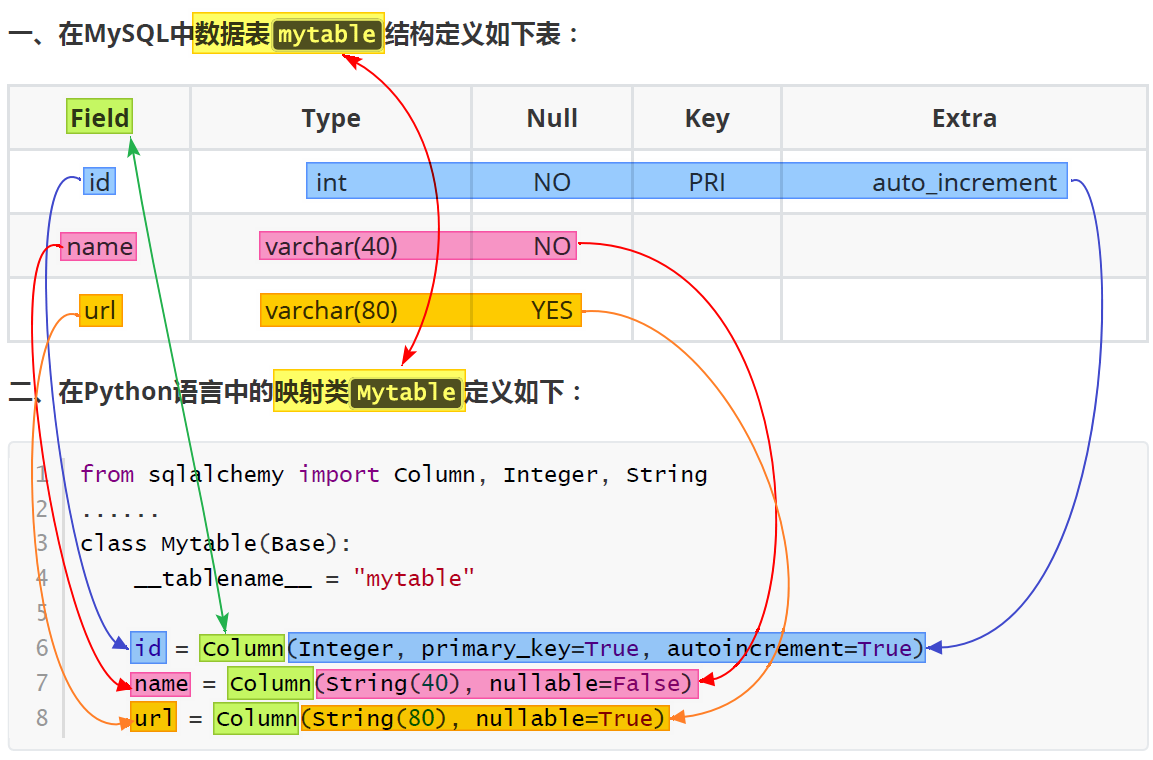 一、在MySQL中数据表mytable结构定义如下表：
Field Type Null Key Extra
id int NO PRI auto_increment
name varchar(40) NO
url varchar(80) YES
二、在Python语言中的映射类Mytable定义如下：
1 from sqlalchemy import Column, Integer, String
2 ......
3 class Mytable(Base):
4 __tablename__ = "mytable"
5
6 id = Column(Integer, primary_key=True, autoincrement=True)
7 name = Column(String(40), nullable=False)
8 url = Column(String(80), nullable=True)